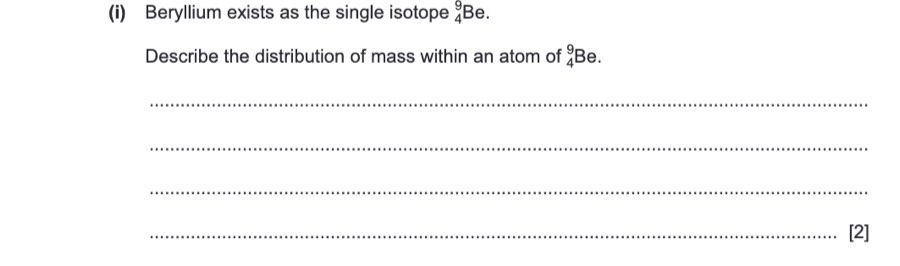 (i) Beryllium exists as the single isotope ⁹₄Be.
Describe the distribution of mass within an atom of ⁹₄Be.
[2]